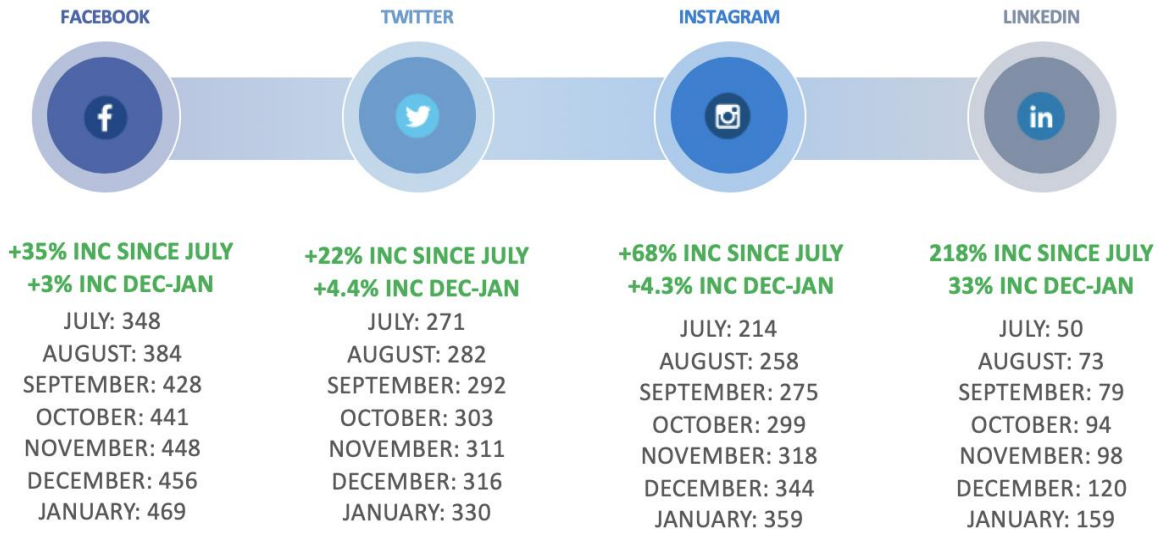 FACEBOOK
TWITTER
INSTAGRAM
LINKEDIN
f
in
+35% INC SINCE JULY
+3% INC DEC-JAN
JULY: 348
AUGUST: 384
SEPTEMBER: 428
OCTOBER: 441
NOVEMBER: 448
DECEMBER: 456
JANUARY: 469
+22% INC SINCE JULY
+4.4% INC DEC-JAN
JULY: 271
AUGUST: 282
SEPTEMBER: 292
OCTOBER: 303
NOVEMBER: 311
DECEMBER: 316
JANUARY: 330
+68% INC SINCE JULY
+4.3% INC DEC-JAN
JULY: 214
AUGUST: 258
SEPTEMBER: 275
OCTOBER: 299
NOVEMBER: 318
DECEMBER: 344
JANUARY: 359
218% INC SINCE JULY
33% INC DEC-JAN
JULY: 50
AUGUST: 73
SEPTEMBER: 79
OCTOBER: 94
NOVEMBER: 98
DECEMBER: 120
JANUARY: 159